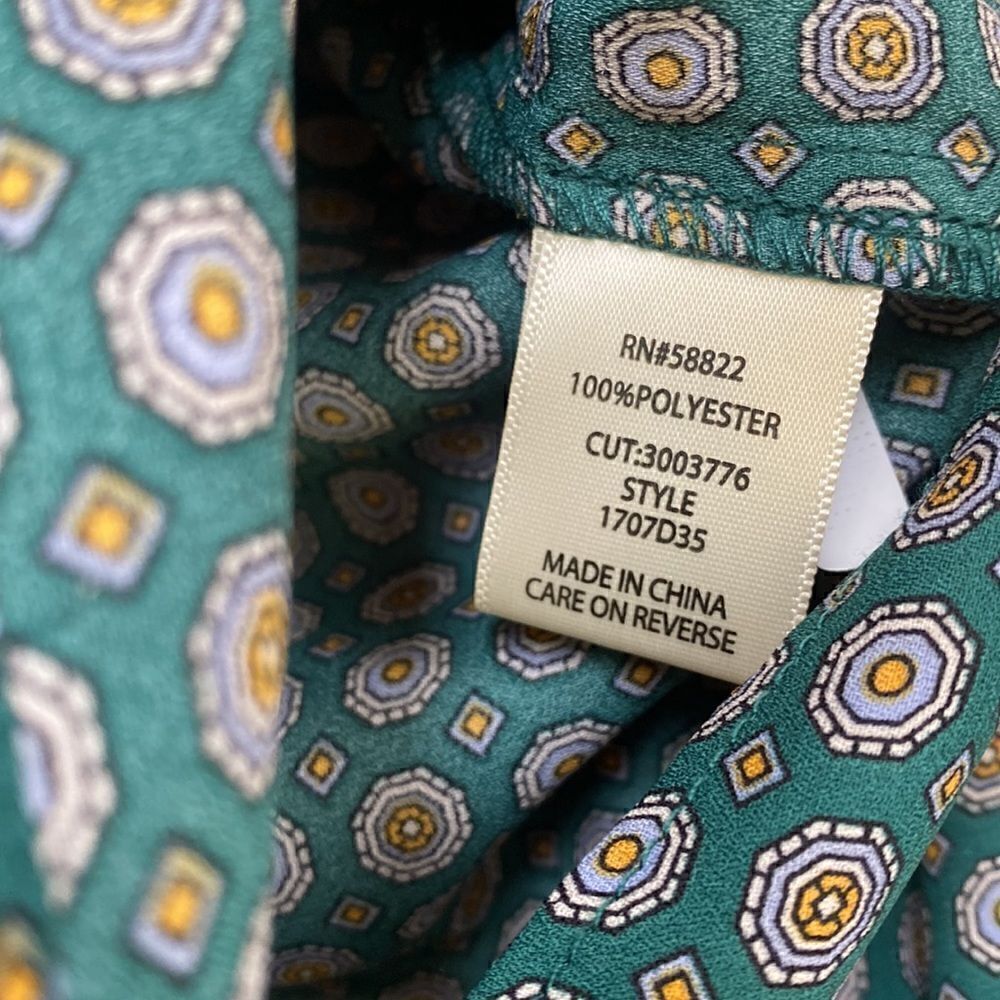 RN#58822
100%POLYESTER
CUT:3003776
STYLE
1707D35
MADE IN CHINA
CARE ON REVERSE